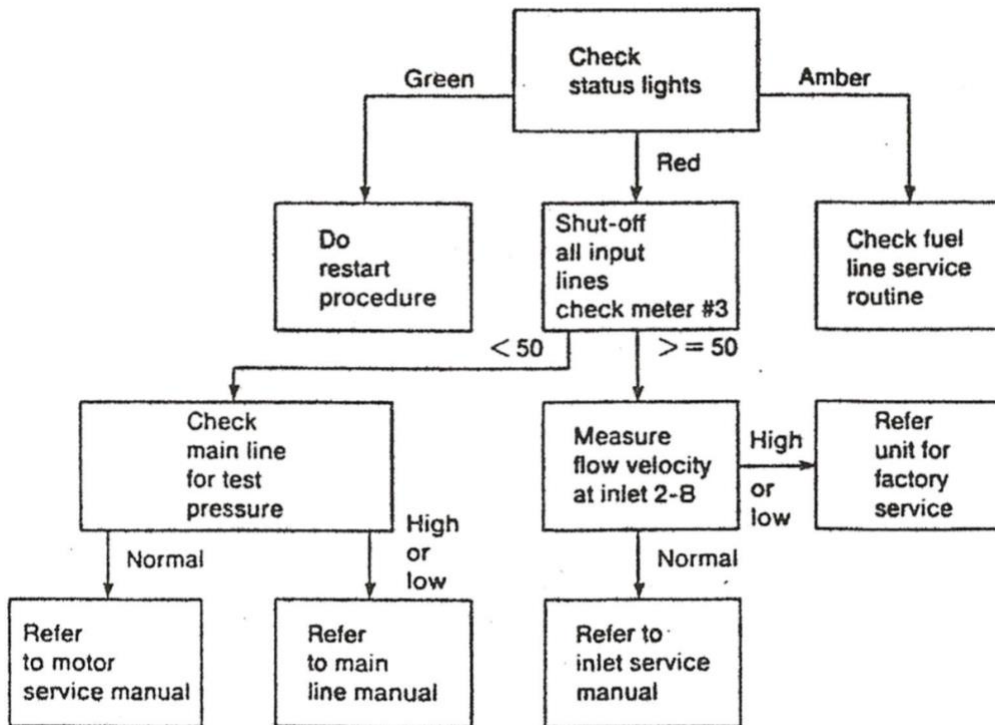 Check
status lights
Green
Amber
Red
Do
restart
procedure
Shut-off
all input
lines
check meter #3
Check fuel
line service
routine
< 50
> = 50
Check
main line
for test
pressure
Measure
flow velocity
at inlet 2-B
High
or
low
Refer
unit for
factory
service
Normal
High
or
low
Normal
Refer
to motor
service manual
Refer
to main
line manual
Refer to
inlet service
manual